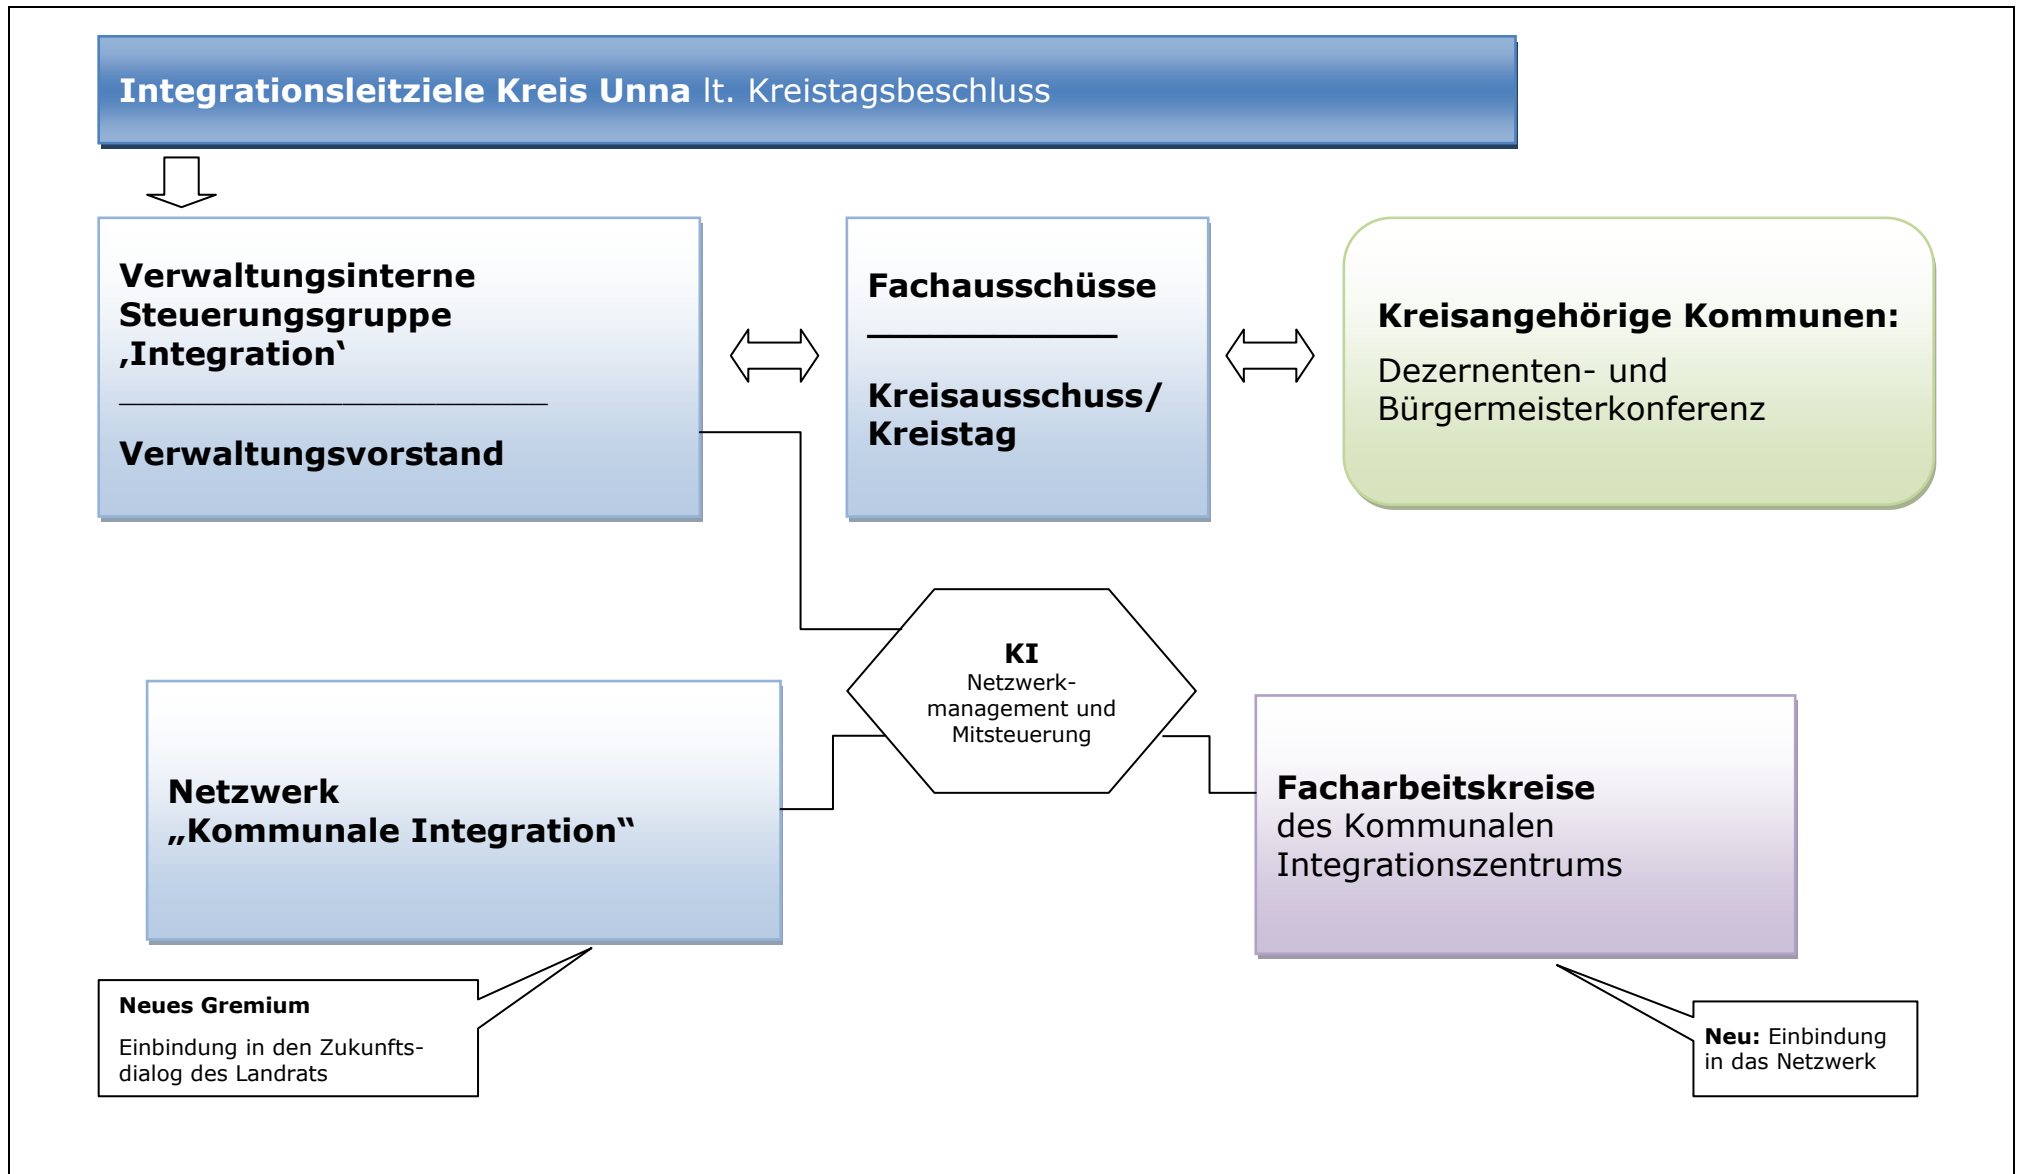 Integrationsleitziele Kreis Unna lt. Kreistagsbeschluss
Verwaltungsinterne
Steuerungsgruppe
‚Integration‛
Verwaltungsvorstand
Fachausschüsse
Kreisausschuss/
Kreistag
Kreisangehörige Kommunen:
Dezernenten- und
Bürgermeisterkonferenz
KI
Netzwerk-
management und
Mitsteuerung
Netzwerk
„Kommunale Integration“
Facharbeitskreise
des Kommunalen
Integrationszentrums
Neues Gremium
Einbindung in den Zukunfts-
dialog des Landrats
Neu: Einbindung
in das Netzwerk